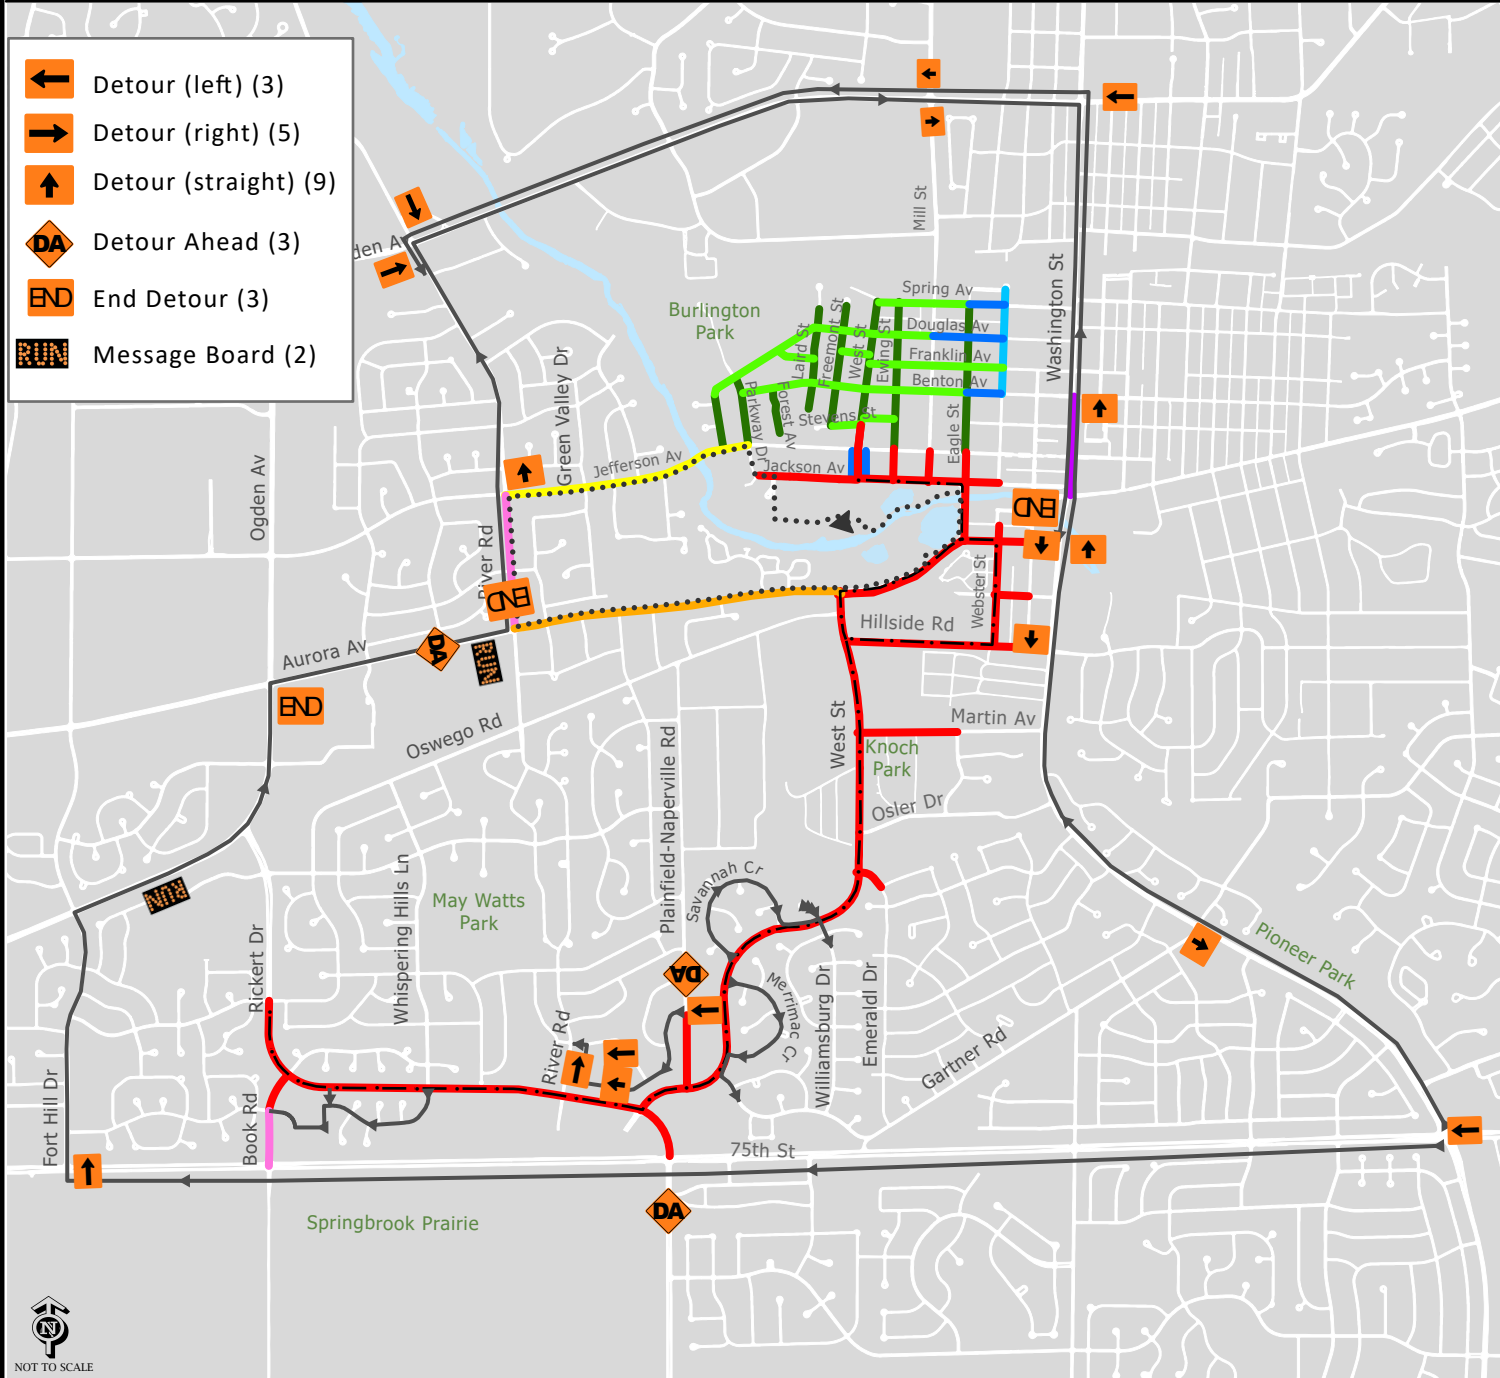 Detour (left) (3)
Detour (right) (5)
Detour (straight) (9)
DA
Detour Ahead (3)
END
End Detour (3)
RUN
Message Board (2)
den A
Mill St
Washington St
Spring Av
Burlington
Park
Douglas Av
Laird St
Freemont St
West St
Ewing St
Franklin Av
Benton Av
Green Valley Dr
Parkway Dr
Forest Av
Stevens St
Eagle St
Jefferson Av
Jackson Av
Ogden Av
River Rd
END
END
Webster St
Hillside Rd
Aurora Av
DA
RUN
END
Oswego Rd
West St
Martin Av
Knoch
Park
Plainfield-Naperville Rd
Osler Dr
RUN
Whispering Hills Ln
May Watts
Park
Savannah Cr
Rickert Dr
DA
Merrimac Cr
Williamsburg Dr
Emeraldl Dr
Pioneer Park
River Rd
Gartner Rd
Fort Hill Dr
Book Rd
75th St
DA
Springbrook Prairie
N
NOT TO SCALE